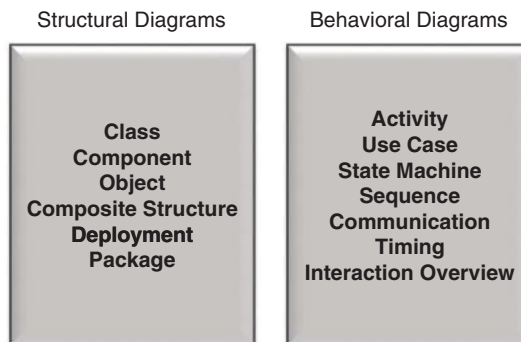 Structural Diagrams
Class
Component
Object
Composite Structure
Deployment
Package
Behavioral Diagrams
Activity
Use Case
State Machine
Sequence
Communication
Timing
Interaction Overview